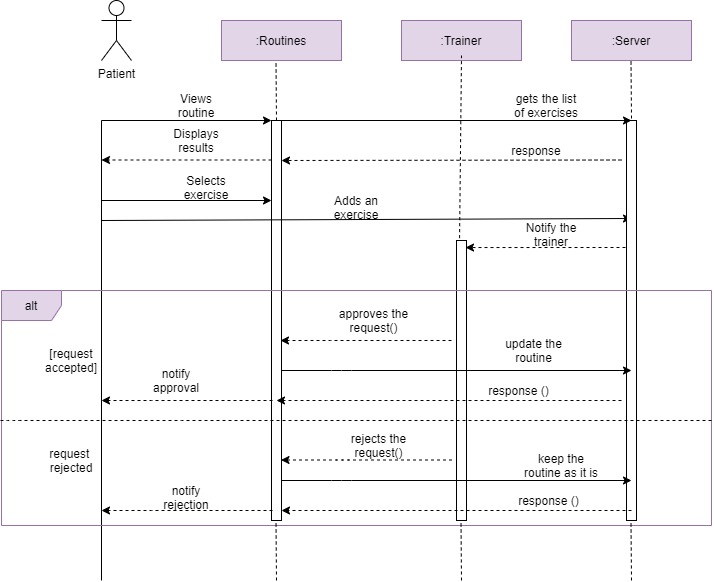 :Routines
:Trainer
:Server
Patient
Views
routine
gets the list
of exercises
Displays
results
response
Selects
exercise
Adds an
exercise
Notify the
trainer
alt
approves the
request()
[request
accepted]
update the
routine
notify
approval
response ()
rejects the
request()
request
rejected
keep the
routine as it is
notify
rejection
response ()